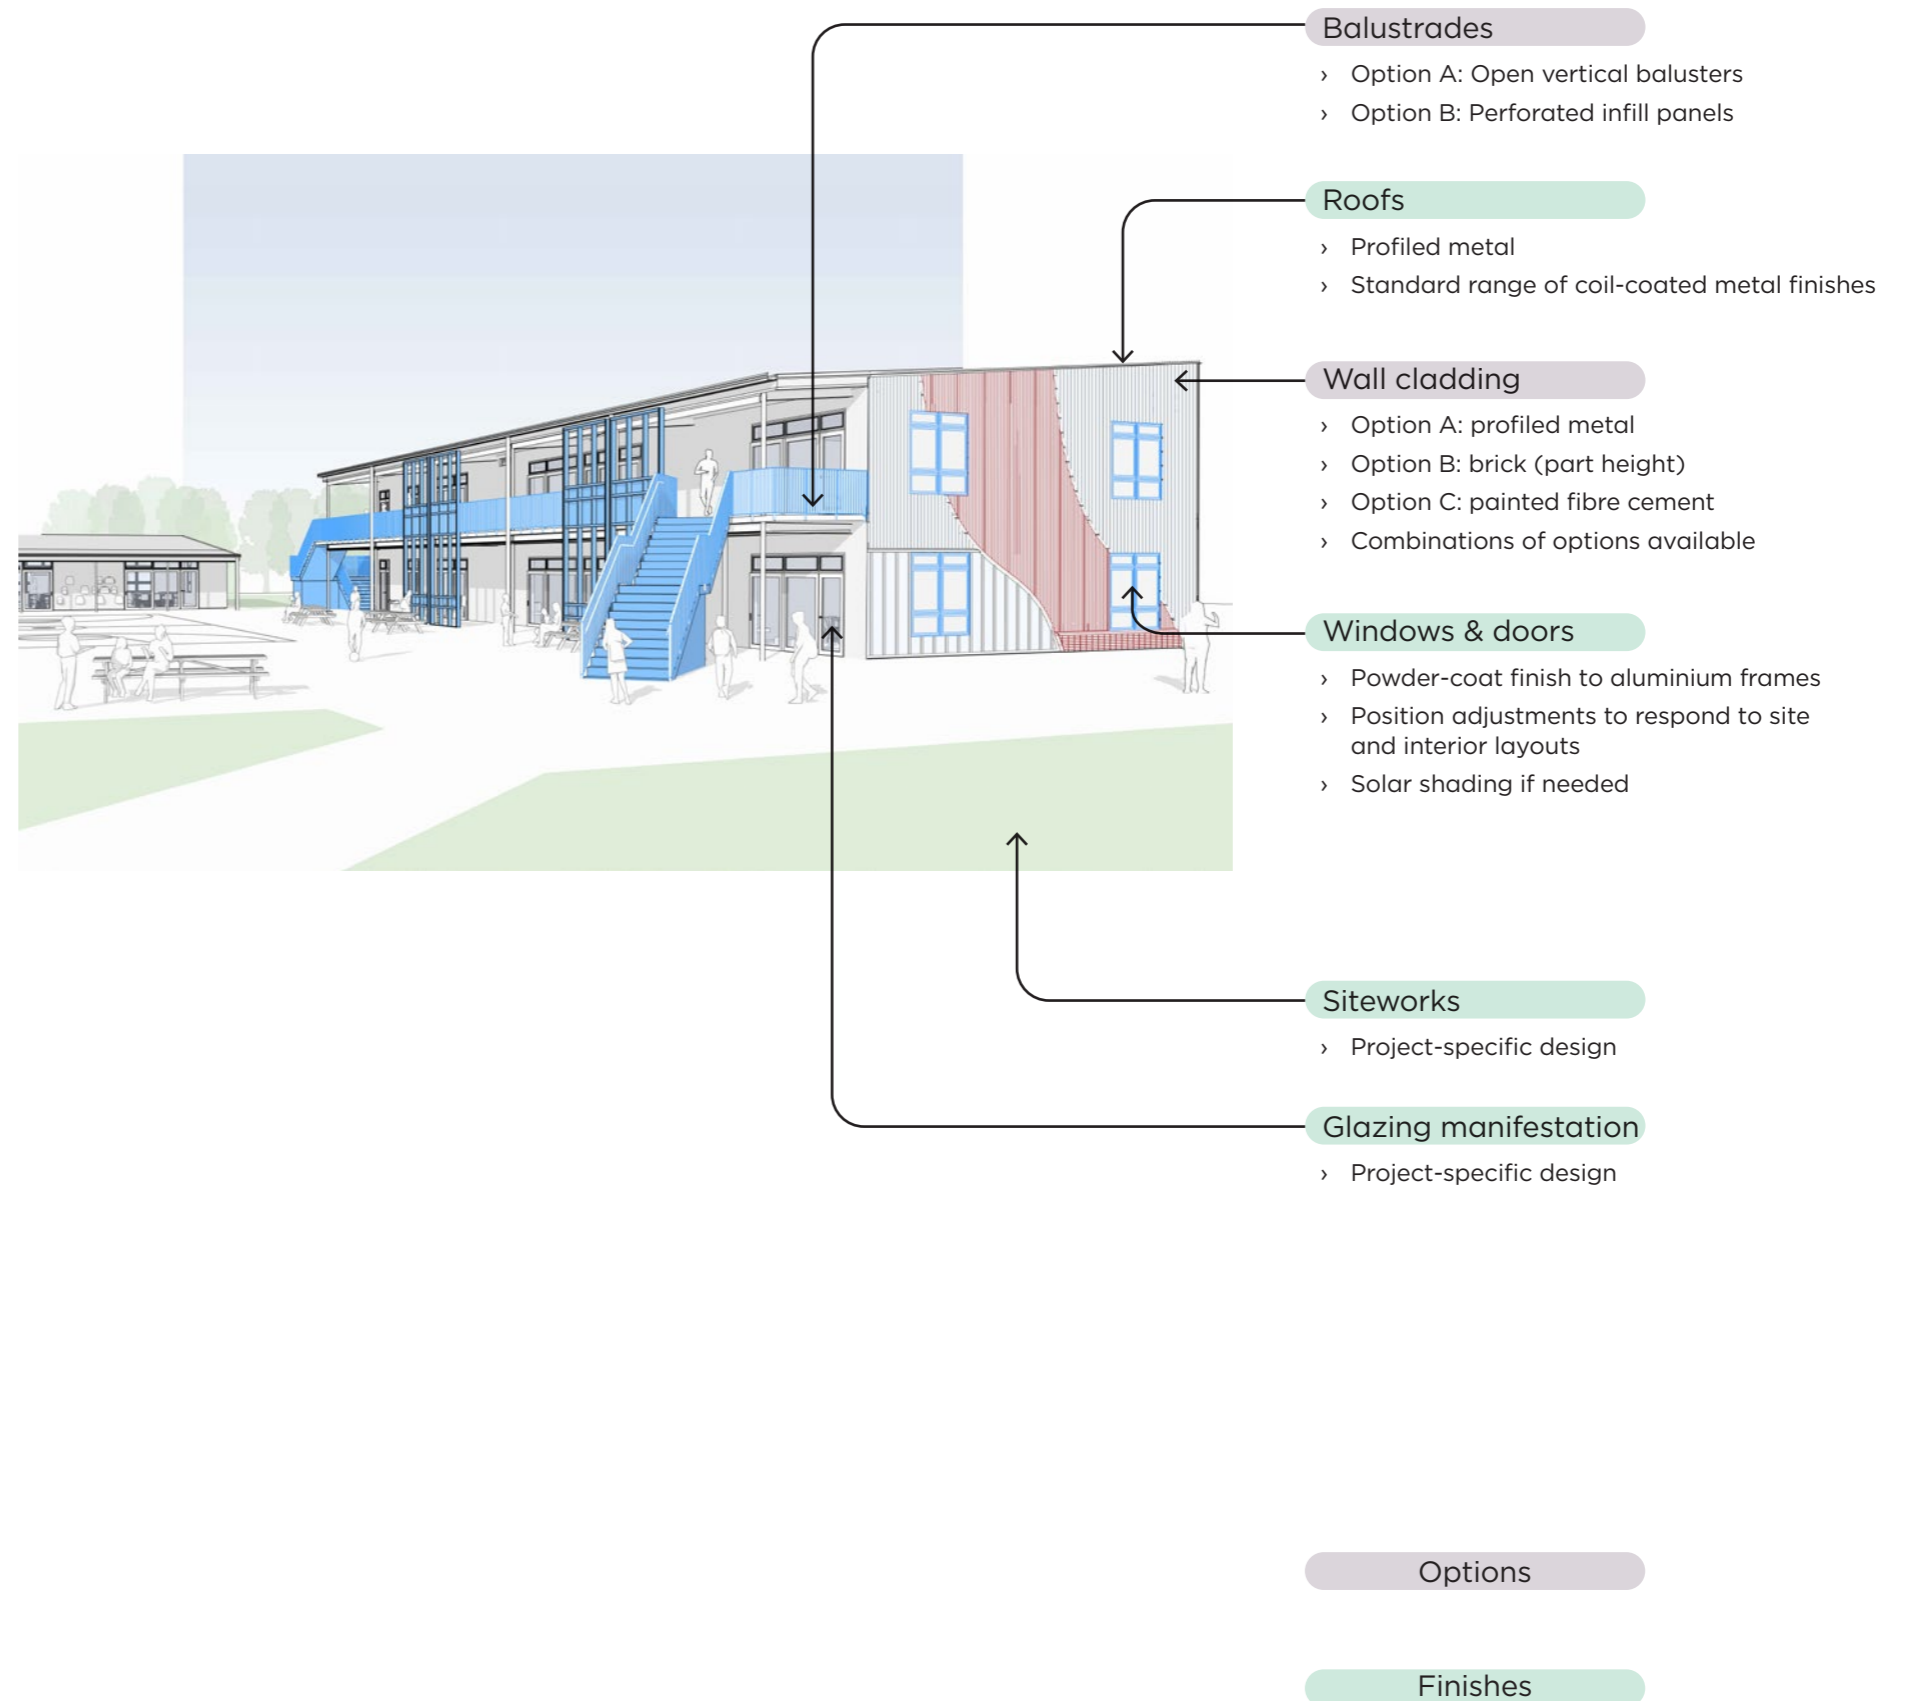 Balustrades
› Option A: Open vertical balusters
› Option B: Perforated infill panels
Roofs
› Profiled metal
› Standard range of coil-coated metal finishes
Wall cladding
› Option A: profiled metal
› Option B: brick (part height)
› Option C: painted fibre cement
› Combinations of options available
Windows & doors
› Powder-coat finish to aluminium frames
› Position adjustments to respond to site
and interior layouts
› Solar shading if needed
Siteworks
› Project-specific design
Glazing manifestation
› Project-specific design
Options
Finishes